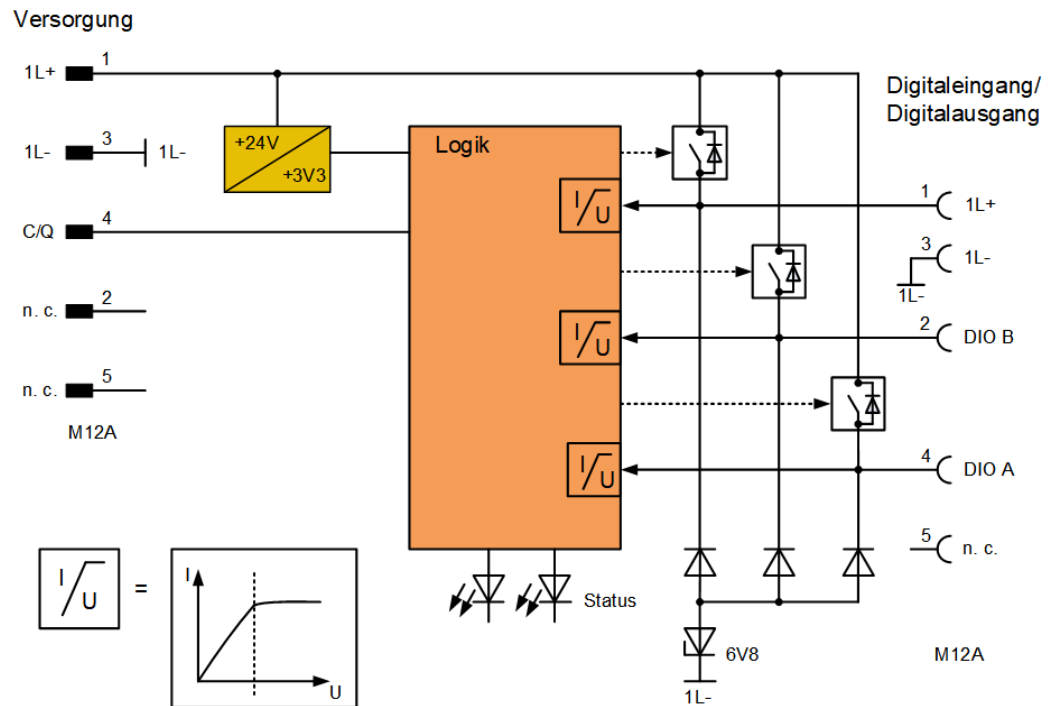 Versorgung
1L+
1
1L-
3
1L-
C/Q
4
n. c.
2
n. c.
5
M12A
+24V
+3V3
Logik
I
U
I
U
I
U
Status
Digitaleingang/
Digitalausgang
1
1L+
3
1L-
1L-
2
DIO B
4
DIO A
5
n. c.
6V8
1L-
M12A
I
U
=
I
U